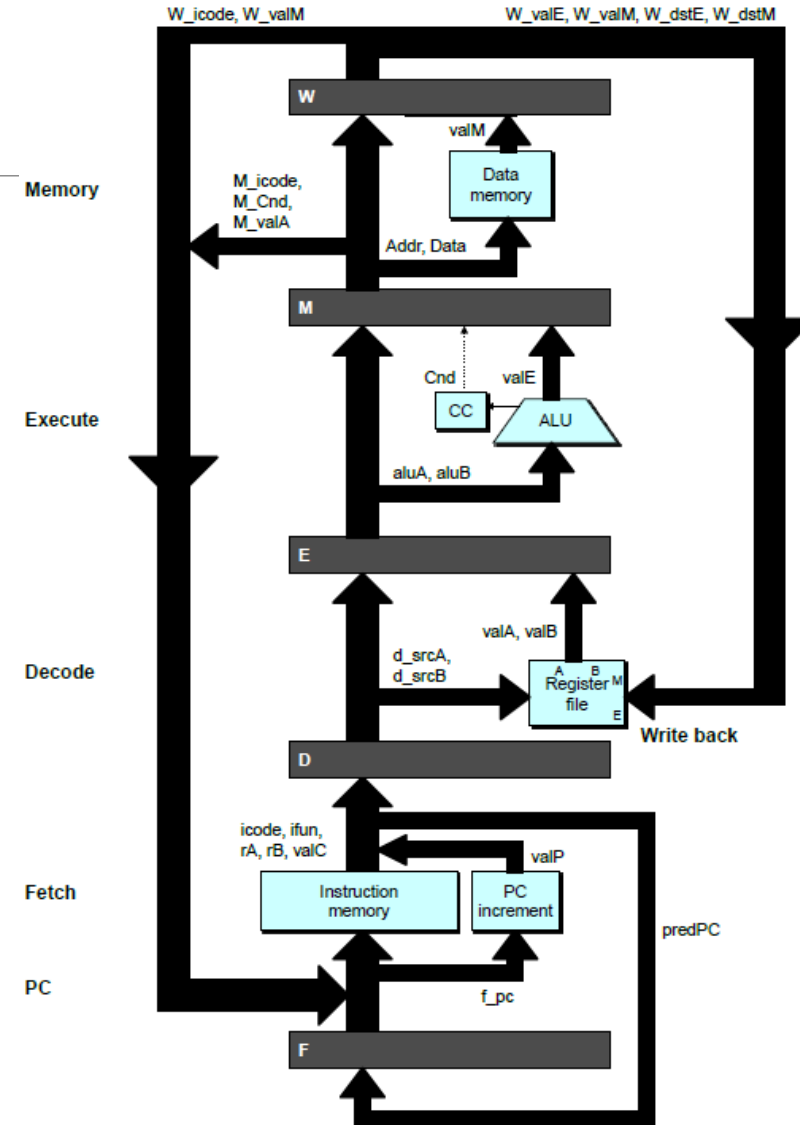 W_icode, W_valM
W_valE, W_valM, W_dstE, W_dstM
W
valM
Memory
M_icode,
M_Cnd,
M_valA
Data
memory
Addr, Data
M
Cnd
valE
CC
ALU
Execute
aluA, aluB
E
valA, valB
Decode
d_srcA,
d_srcB
A
B
M
Register
file
E
Write back
D
icode, ifun,
rA, rB, valC
valP
Fetch
Instruction
memory
PC
increment
predPC
PC
f_pc
F